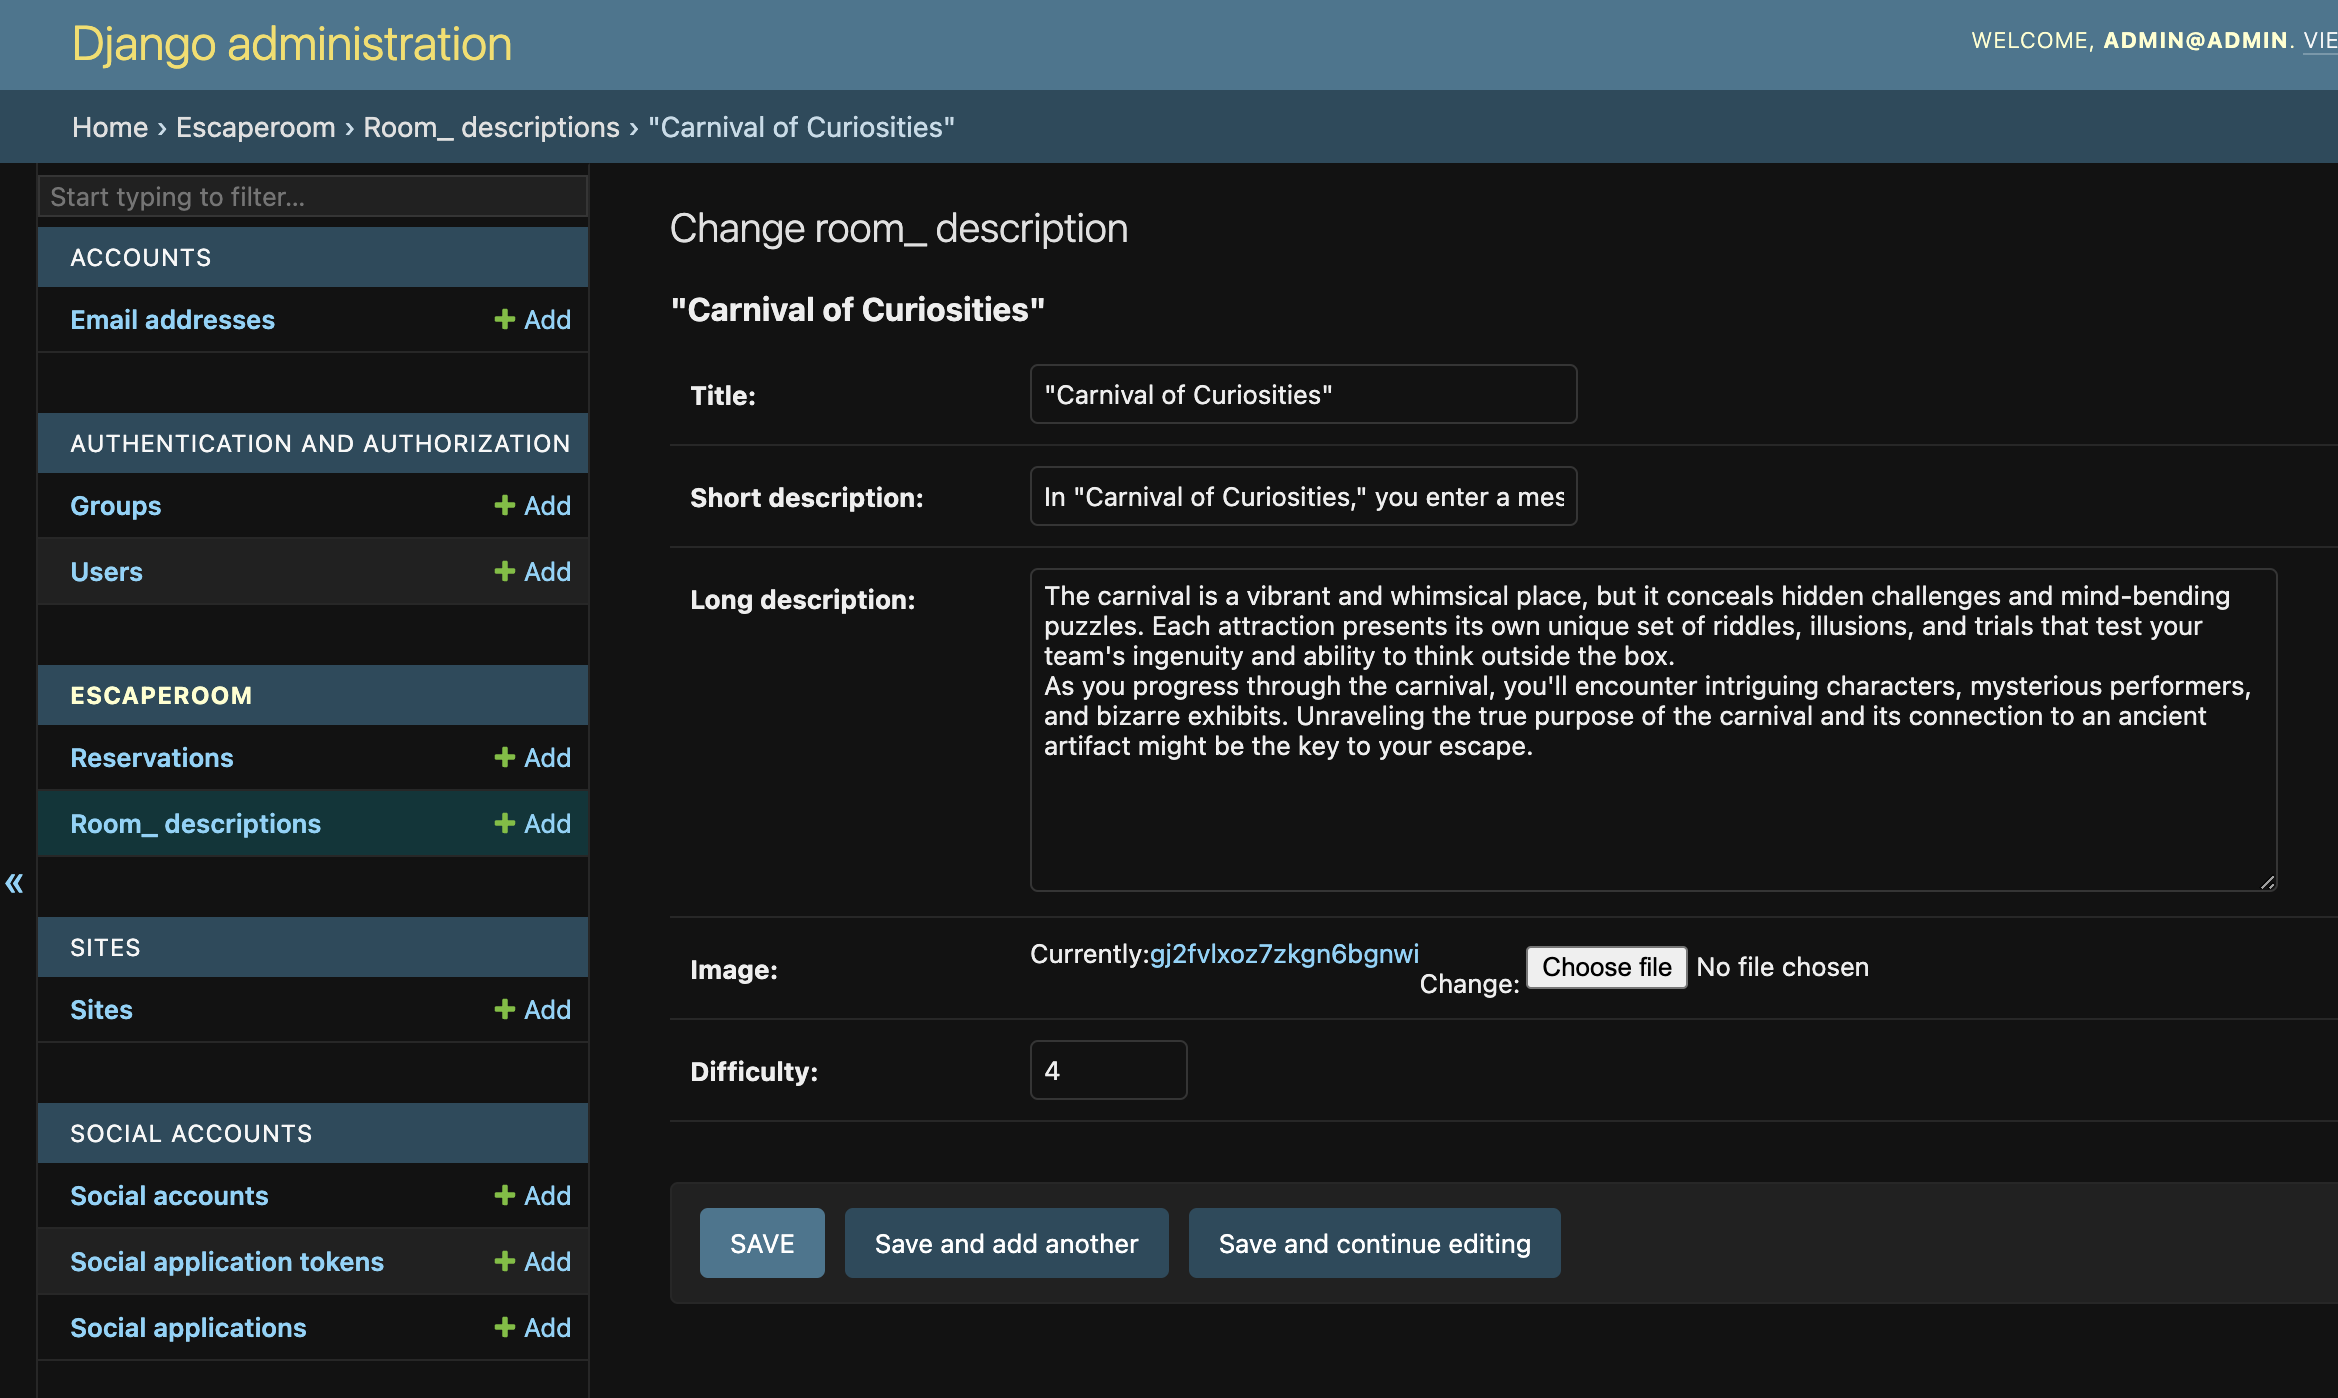 Django administration
WELCOME, ADMIN@ADMIN. VIE
Home › Escaperoom › Room_ descriptions › "Carnival of Curiosities"
Start typing to filter...
ACCOUNTS
Email addresses + Add
AUTHENTICATION AND AUTHORIZATION
Groups + Add
Users + Add
ESCAPEROOM
Reservations + Add
Room_ descriptions + Add
«
SITES
Sites + Add
SOCIAL ACCOUNTS
Social accounts + Add
Social application tokens + Add
Social applications + Add
Change room_ description
"Carnival of Curiosities"
Title: "Carnival of Curiosities"
Short description: In "Carnival of Curiosities," you enter a mes
Long description:
The carnival is a vibrant and whimsical place, but it conceals hidden challenges and mind-bending
puzzles. Each attraction presents its own unique set of riddles, illusions, and trials that test your
team's ingenuity and ability to think outside the box.
As you progress through the carnival, you'll encounter intriguing characters, mysterious performers,
and bizarre exhibits. Unraveling the true purpose of the carnival and its connection to an ancient
artifact might be the key to your escape.
Image: Currently:gj2fvlxoz7zkgn6bgnwi
Change: Choose file No file chosen
Difficulty: 4
SAVE Save and add another Save and continue editing